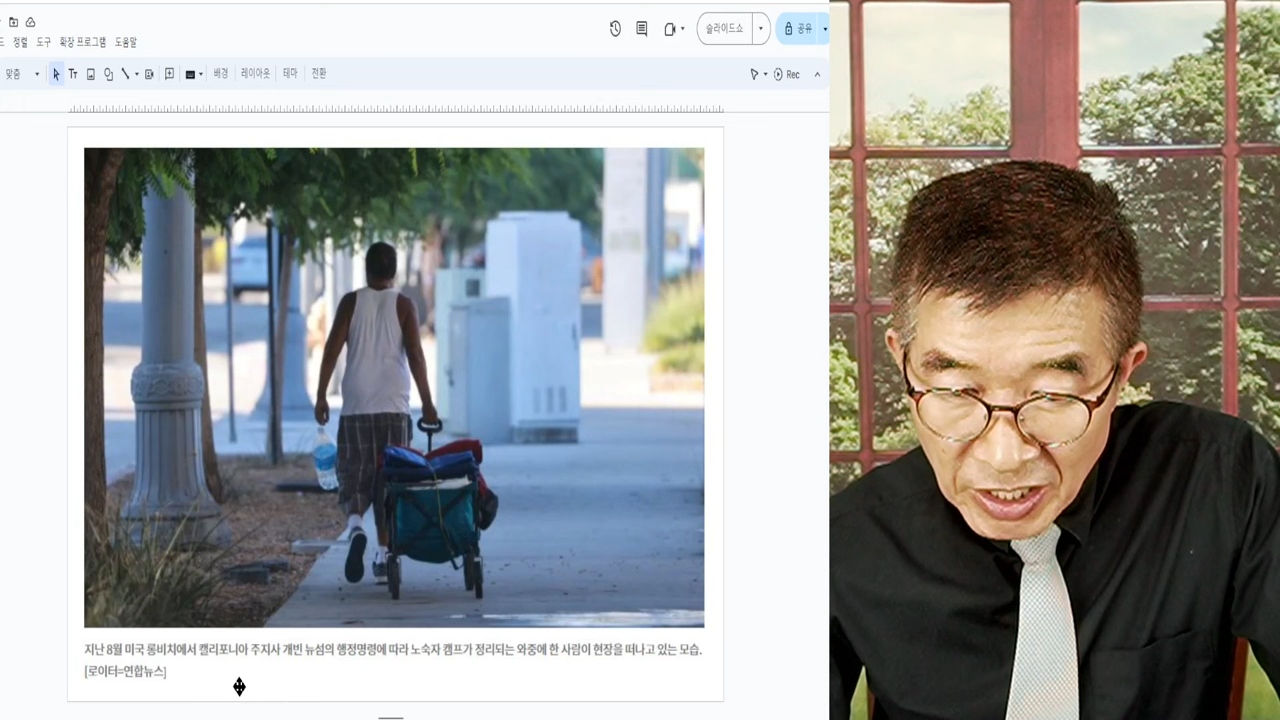 정렬 도구 확장 프로그램 도움말
슬라이드쇼
공유
맞춤
배경 레이아웃 테마 전환
Rec
지난 8월 미국 롱비치에서 캘리포니아 주지사 개빈 뉴섬의 행정명령에 따라 노숙자 캠프가 정리되는 와중에 한 사람이 현장을 떠나고 있는 모습.
[로이터=연합뉴스]